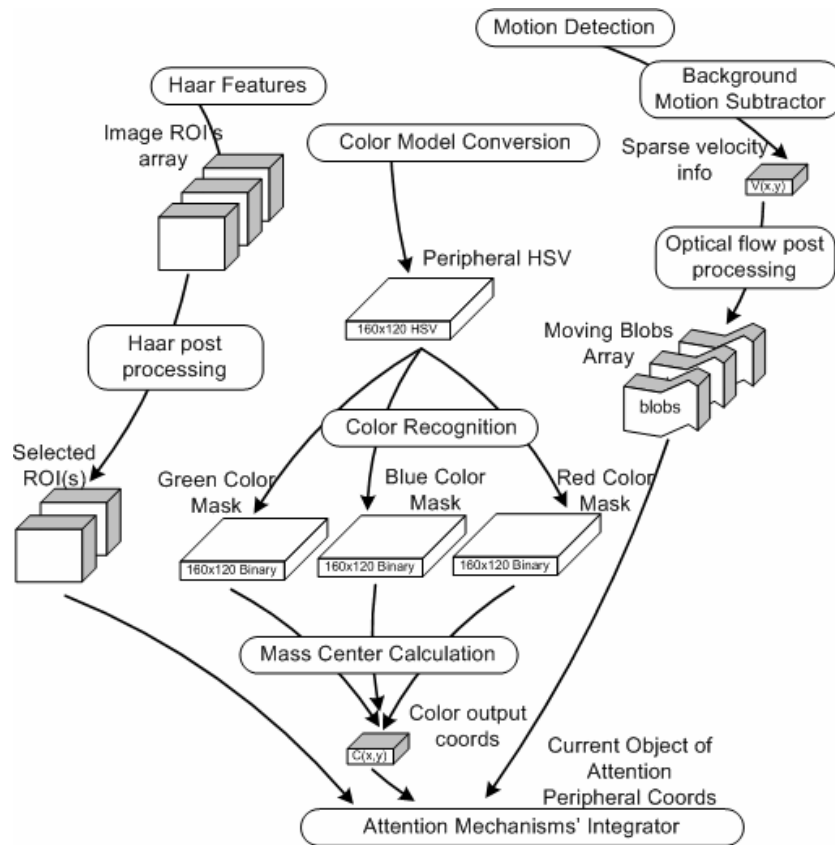 Motion Detection
Haar Features
Background
Motion Subtractor
Image ROI's
array
Color Model Conversion
Sparse velocity
info
V(x,y)
Optical flow post
processing
Peripheral HSV
160x120 HSV
Haar post
processing
Moving Blobs
Array
blobs
Color Recognition
Selected
ROI(s)
Green Color
Mask
Blue Color
Mask
Red Color
Mask
160x120 Binary
160x120 Binary
160x120 Binary
Mass Center Calculation
Color output
coords
C(x,y)
Current Object of
Attention
Peripheral Coords
Attention Mechanisms' Integrator